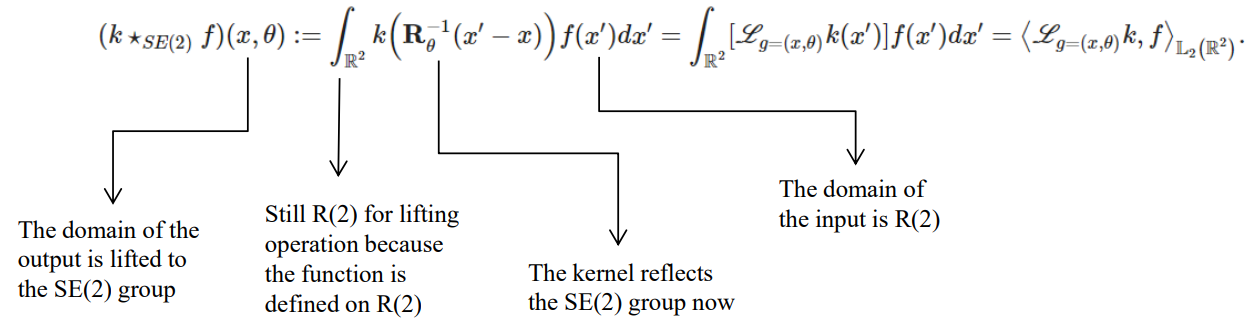 (k ⋆_{SE(2)} f)(x, θ) := ∫_{ℝ²} k(𝐑_θ^{-1}(x′ − x)) f(x′)dx′ = ∫_{ℝ²} [ℒ_{g=(x,θ)} k(x′)] f(x′)dx′ = ⟨ℒ_{g=(x,θ)} k, f⟩_{𝕃₂(ℝ²)}.
The domain of the
output is lifted to
the SE(2) group
Still R(2) for lifting
operation because
the function is
defined on R(2)
The kernel reflects
the SE(2) group now
The domain of
the input is R(2)